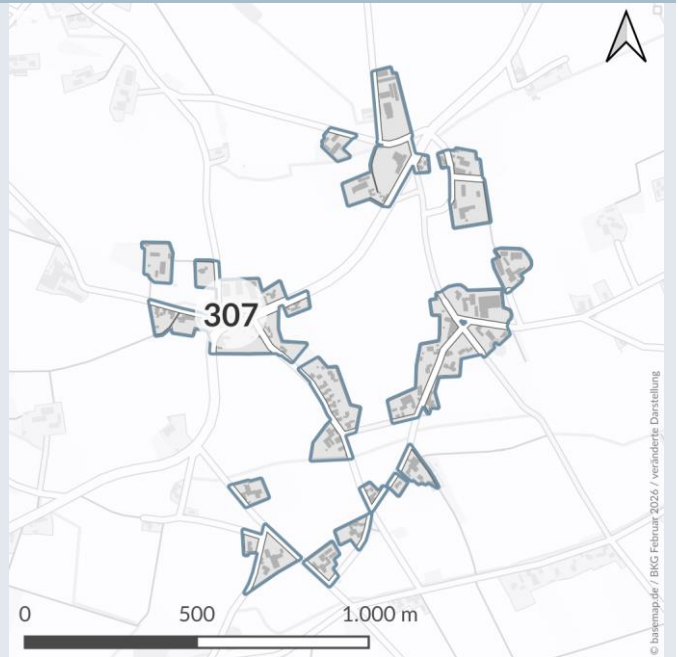 307
0 500 1.000 m
© basemap.de / BKG Februar 2026 / veränderte Darstellung